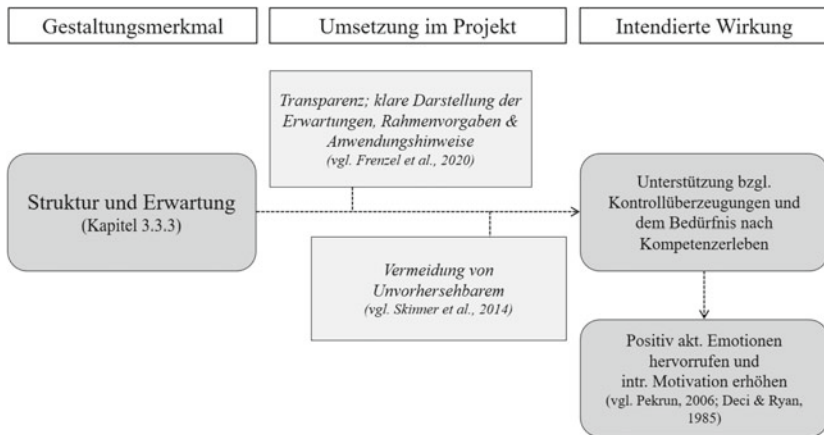 Gestaltungsmerkmal
Umsetzung im Projekt
Intendierte Wirkung
Transparenz; klare Darstellung der
Erwartungen, Rahmenvorgaben &
Anwendungshinweise
(vgl. Frenzel et al., 2020)
Struktur und Erwartung
(Kapitel 3.3.3)
Unterstützung bzgl.
Kontrollüberzeugungen und
dem Bedürfnis nach
Kompetenzerleben
Vermeidung von
Unvorhersehbarem
(vgl. Skinner et al., 2014)
Positiv akt. Emotionen
hervorrufen und
intr. Motivation erhöhen
(vgl. Pekrun, 2006; Deci & Ryan,
1985)